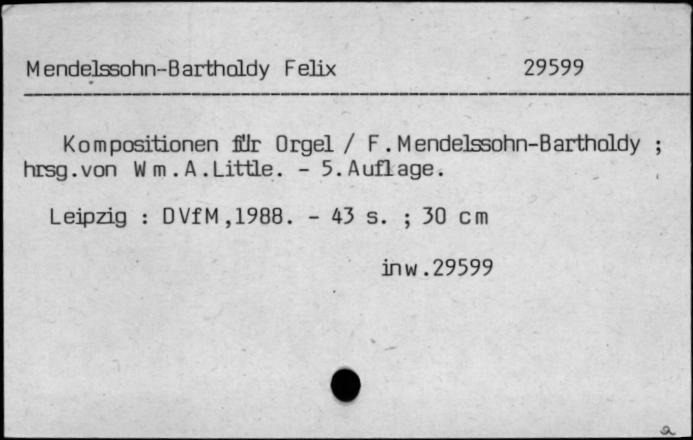 Mendelssohn-Bartholdy Felix 29599
Kompositionen für Orgel / F.Mendelssohn-Bartholdy ;
hrsg.von Wm.A.Little. - 5.Auflage.
Leipzig : DVfM,1988. - 43 s. ; 30 cm
inw.29599